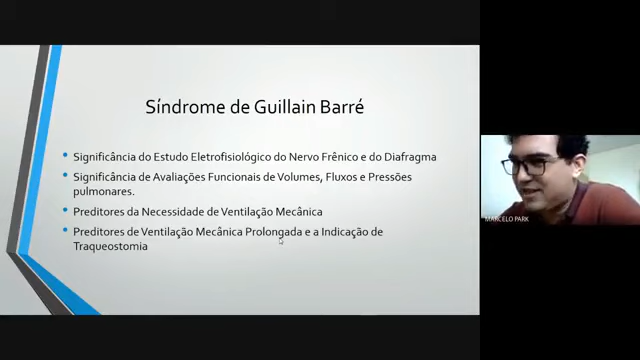 Síndrome de Guillain Barré
Significância do Estudo Eletrofisiológico do Nervo Frênico e do Diafragma
Significância de Avaliações Funcionais de Volumes, Fluxos e Pressões
pulmonares.
Preditores da Necessidade de Ventilação Mecânica
Preditores de Ventilação Mecânica Prolongada e a Indicação de
Traqueostomia
MARCELO PARK